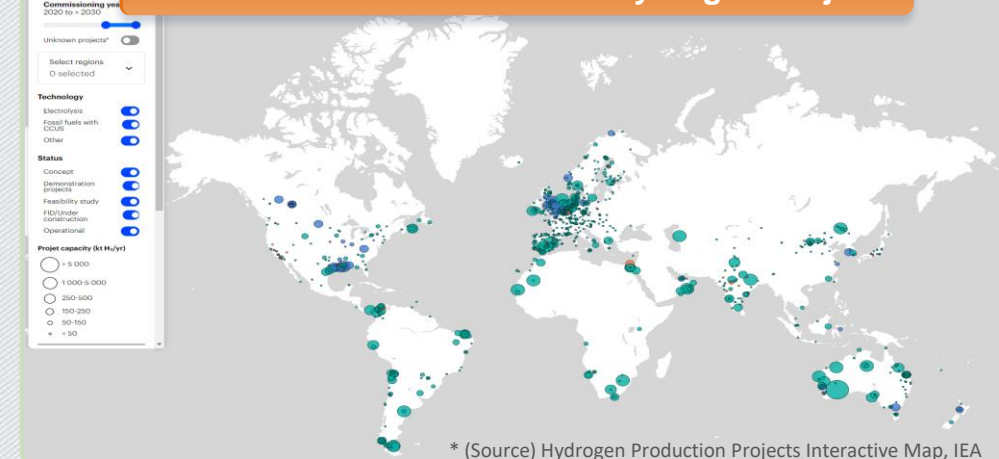 Commissioning year
2020 to > 2030
Unknown projects*
Select regions
0 selected
Technology
Electrolysis
Fossil fuels with
CCUS
Other
Status
Concept
Demonstration
projects
Feasibility study
FID/Under
construction
Operational
Projet capacity (kt H₂/yr)
> 5 000
1 000-5 000
250-500
150-250
50-150
< 50
* (Source) Hydrogen Production Projects Interactive Map, IEA